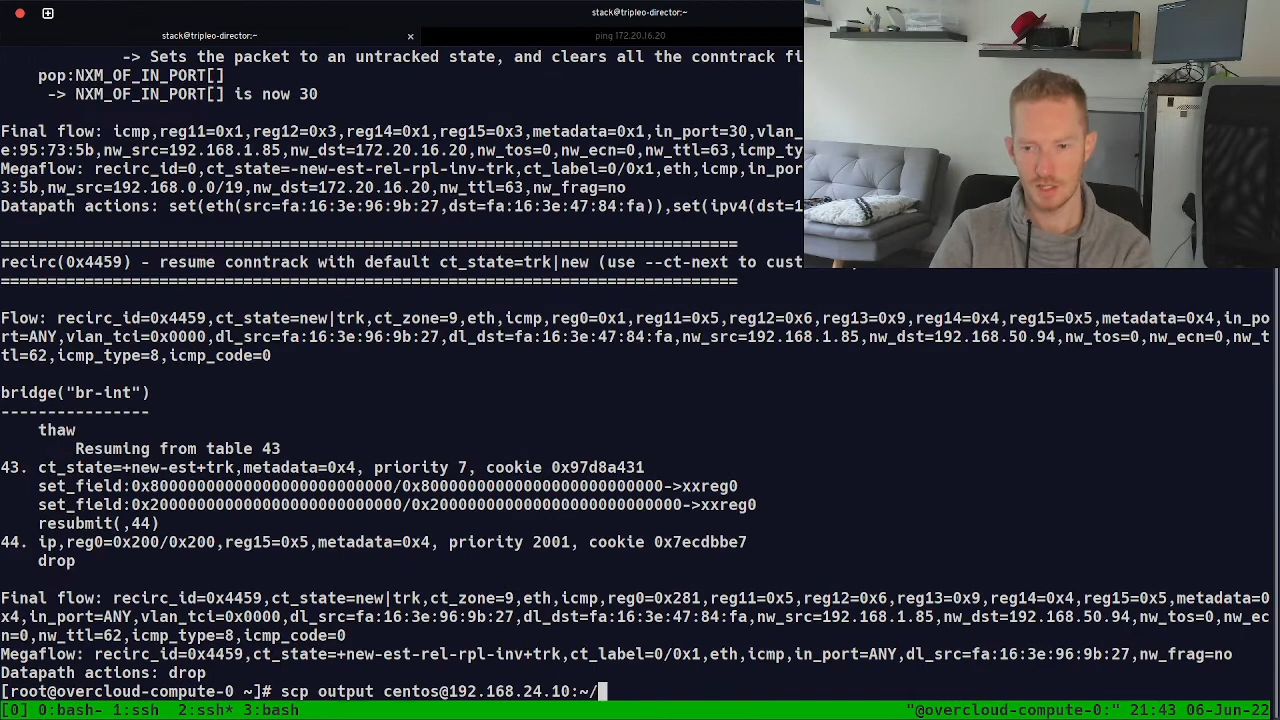 stack@tripleo-director:~
stack@tripleo-director:~ × ping 172.20.16.20
-> Sets the packet to an untracked state, and clears all the conntrack fi
pop:NXM_OF_IN_PORT[]
-> NXM_OF_IN_PORT[] is now 30
Final flow: icmp,reg11=0x1,reg12=0x3,reg14=0x1,reg15=0x3,metadata=0x1,in_port=30,vlan_
e:95:73:5b,nw_src=192.168.1.85,nw_dst=172.20.16.20,nw_tos=0,nw_ecn=0,nw_ttl=63,icmp_ty
Megaflow: recirc_id=0,ct_state=-new-est-rel-rpl-inv-trk,ct_label=0/0x1,eth,icmp,in_por
3:5b,nw_src=192.168.0.0/19,nw_dst=172.20.16.20,nw_ttl=63,nw_frag=no
Datapath actions: set(eth(src=fa:16:3e:96:9b:27,dst=fa:16:3e:47:84:fa)),set(ipv4(dst=1
===============================================================================
recirc(0x4459) - resume conntrack with default ct_state=trk|new (use --ct-next to cust
===============================================================================
Flow: recirc_id=0x4459,ct_state=new|trk,ct_zone=9,eth,icmp,reg0=0x1,reg11=0x5,reg12=0x6,reg13=0x9,reg14=0x4,reg15=0x5,metadata=0x4,in_po
rt=ANY,vlan_tci=0x0000,dl_src=fa:16:3e:96:9b:27,dl_dst=fa:16:3e:47:84:fa,nw_src=192.168.1.85,nw_dst=192.168.50.94,nw_tos=0,nw_ecn=0,nw_t
tl=62,icmp_type=8,icmp_code=0
bridge("br-int")
----------------
thaw
Resuming from table 43
43. ct_state=+new-est+trk,metadata=0x4, priority 7, cookie 0x97d8a431
set_field:0x80000000000000000000000000/0x80000000000000000000000000->xxreg0
set_field:0x200000000000000000000000000/0x200000000000000000000000000->xxreg0
resubmit(,44)
44. ip,reg0=0x200/0x200,reg15=0x5,metadata=0x4, priority 2001, cookie 0x7ecdbbe7
drop
Final flow: recirc_id=0x4459,ct_state=new|trk,ct_zone=9,eth,icmp,reg0=0x281,reg11=0x5,reg12=0x6,reg13=0x9,reg14=0x4,reg15=0x5,metadata=0
x4,in_port=ANY,vlan_tci=0x0000,dl_src=fa:16:3e:96:9b:27,dl_dst=fa:16:3e:47:84:fa,nw_src=192.168.1.85,nw_dst=192.168.50.94,nw_tos=0,nw_ec
n=0,nw_ttl=62,icmp_type=8,icmp_code=0
Megaflow: recirc_id=0x4459,ct_state=+new-est-rel-rpl-inv+trk,ct_label=0/0x1,eth,icmp,in_port=ANY,dl_src=fa:16:3e:96:9b:27,nw_frag=no
Datapath actions: drop
[root@overcloud-compute-0 ~]# scp output centos@192.168.24.10:~/
[0] 0:bash- 1:ssh 2:ssh* 3:bash "@overcloud-compute-0:" 21:43 06-Jun-22